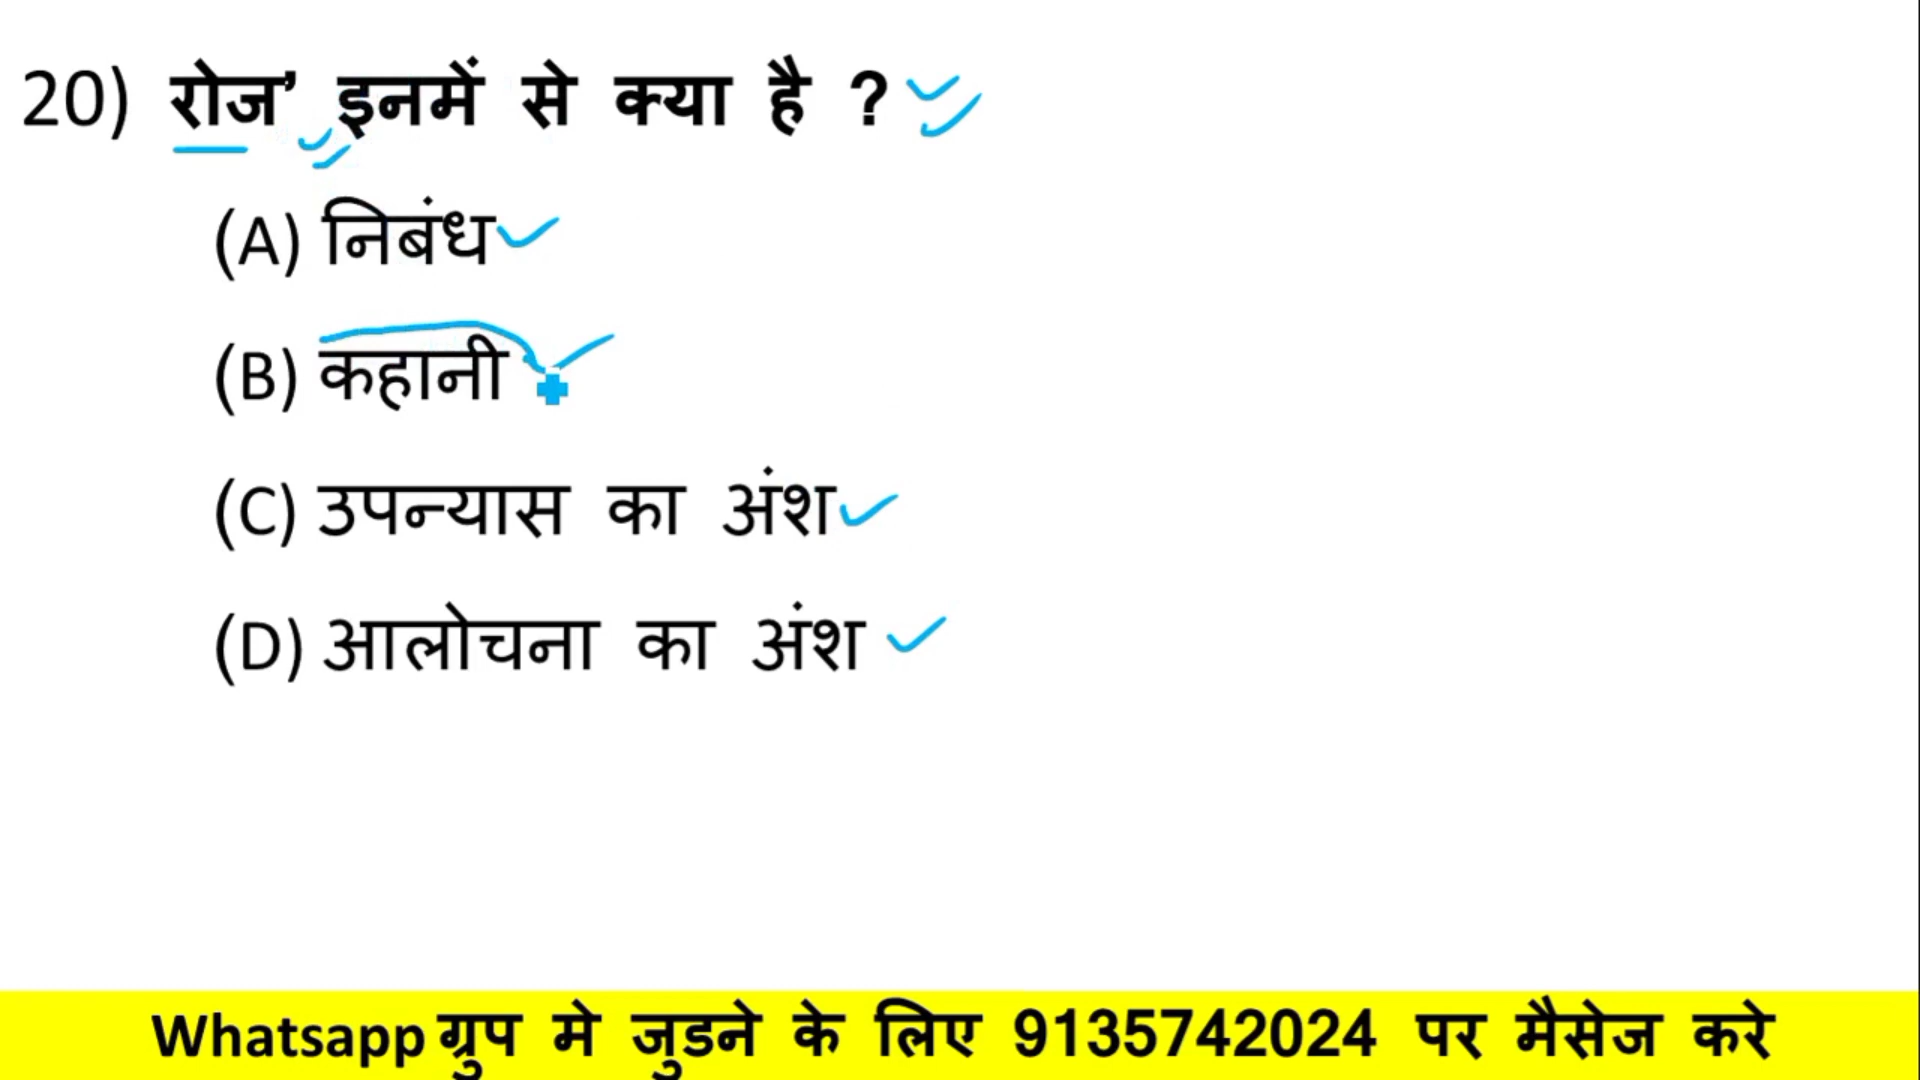 20) रोज’ इनमें से क्या है ?
(A) निबंध
(B) कहानी
(C) उपन्यास का अंश
(D) आलोचना का अंश
Whatsapp ग्रुप मे जुडने के लिए 9135742024 पर मैसेज करे